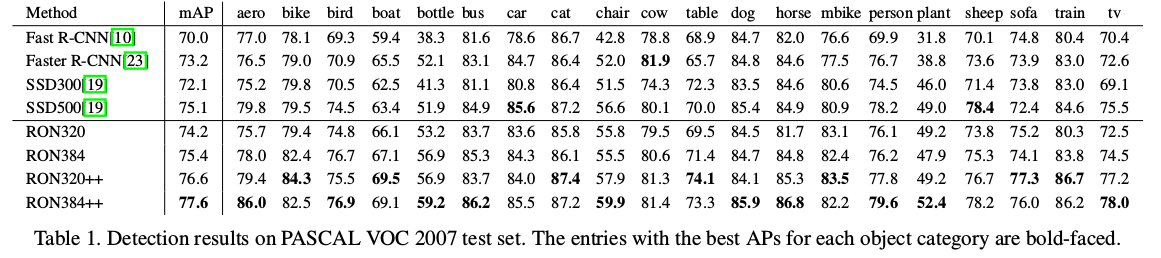 Method mAP aero bike bird boat bottle bus car cat chair cow table dog horse mbike person plant sheep sofa train tv
Fast R-CNN[10] 70.0 77.0 78.1 69.3 59.4 38.3 81.6 78.6 86.7 42.8 78.8 68.9 84.7 82.0 76.6 69.9 31.8 70.1 74.8 80.4 70.4
Faster R-CNN[23] 73.2 76.5 79.0 70.9 65.5 52.1 83.1 84.7 86.4 52.0 81.9 65.7 84.8 84.6 77.5 76.7 38.8 73.6 73.9 83.0 72.6
SSD300[19] 72.1 75.2 79.8 70.5 62.5 41.3 81.1 80.8 86.4 51.5 74.3 72.3 83.5 84.6 80.6 74.5 46.0 71.4 73.8 83.0 69.1
SSD500[19] 75.1 79.8 79.5 74.5 63.4 51.9 84.9 85.6 87.2 56.6 80.1 70.0 85.4 84.9 80.9 78.2 49.0 78.4 72.4 84.6 75.5
RON320 74.2 75.7 79.4 74.8 66.1 53.2 83.7 83.6 85.8 55.8 79.5 69.5 84.5 81.7 83.1 76.1 49.2 73.8 75.2 80.3 72.5
RON384 75.4 78.0 82.4 76.7 67.1 56.9 85.3 84.3 86.1 55.5 80.6 71.4 84.7 84.8 82.4 76.2 47.9 75.3 74.1 83.8 74.5
RON320++ 76.6 79.4 84.3 75.5 69.5 56.9 83.7 84.0 87.4 57.9 81.3 74.1 84.1 85.3 83.5 77.8 49.2 76.7 77.3 86.7 77.2
RON384++ 77.6 86.0 82.5 76.9 69.1 59.2 86.2 85.5 87.2 59.9 81.4 73.3 85.9 86.8 82.2 79.6 52.4 78.2 76.0 86.2 78.0
Table 1. Detection results on PASCAL VOC 2007 test set. The entries with the best APs for each object category are bold-faced.